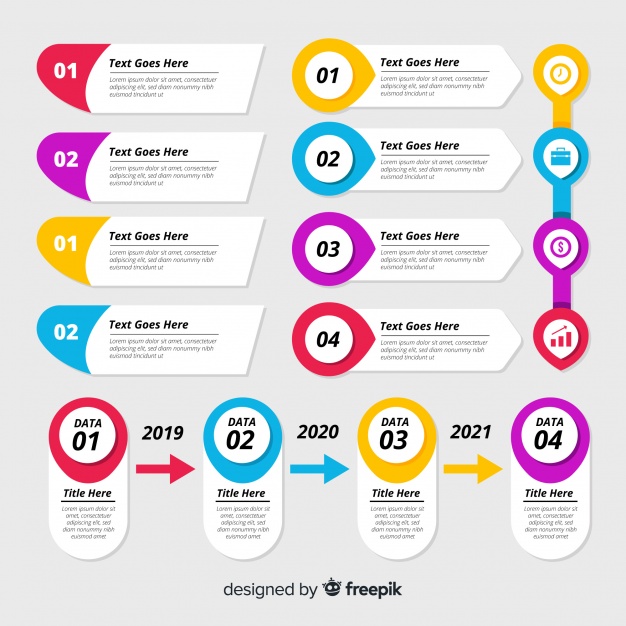 01
Text Goes Here
lorem ipsum dolor sit amet, consectetuer
adipiscing elit, sed diam nonummy nibh
euismod tincidunt ut
02
Text Goes Here
lorem ipsum dolor sit amet, consectetuer
adipiscing elit, sed diam nonummy nibh
euismod tincidunt ut
01
Text Goes Here
lorem ipsum dolor sit amet, consectetuer
adipiscing elit, sed diam nonummy nibh
euismod tincidunt ut
02
Text Goes Here
lorem ipsum dolor sit amet, consectetuer
adipiscing elit, sed diam nonummy nibh
euismod tincidunt ut
01
Text Goes Here
lorem ipsum dolor sit amet, consectetuer
adipiscing elit, sed diam nonummy nibh
euismod tincidunt ut
02
Text Goes Here
lorem ipsum dolor sit amet, consectetuer
adipiscing elit, sed diam nonummy nibh
euismod tincidunt ut
03
Text Goes Here
lorem ipsum dolor sit amet, consectetuer
adipiscing elit, sed diam nonummy nibh
euismod tincidunt ut
04
Text Goes Here
lorem ipsum dolor sit amet, consectetuer
adipiscing elit, sed diam nonummy nibh
euismod tincidunt ut
$
DATA
01
Title Here
lorem ipsum dolor
sit amet, consectetuer
adipiscing elit, sed
diam nonummy nibh
euismod tincidunt
euismod amet
2019
DATA
02
Title Here
lorem ipsum dolor
sit amet, consectetuer
adipiscing elit, sed
diam nonummy nibh
euismod tincidunt
euismod amet
2020
DATA
03
Title Here
lorem ipsum dolor
sit amet, consectetuer
adipiscing elit, sed
diam nonummy nibh
euismod tincidunt
euismod amet
2021
DATA
04
Title Here
lorem ipsum dolor
sit amet, consectetuer
adipiscing elit, sed
diam nonummy nibh
euismod tincidunt
euismod amet
designed by freepik